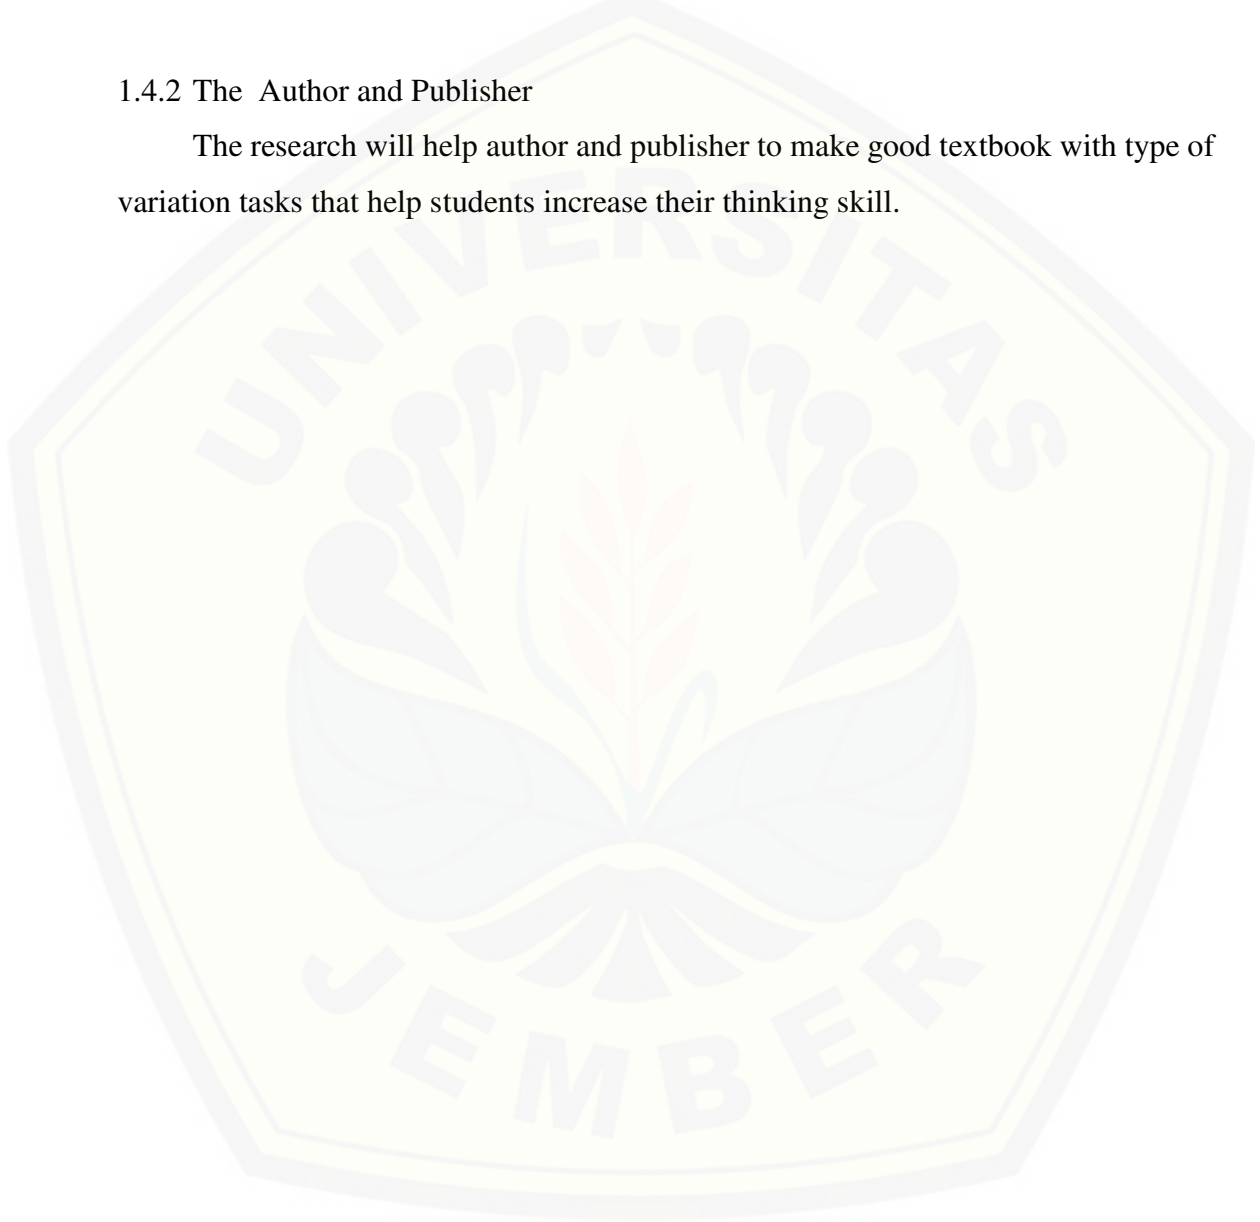 1.4.2 The Author and Publisher
The research will help author and publisher to make good textbook with type of
variation tasks that help students increase their thinking skill.
UNIVERSITAS
JEMBER